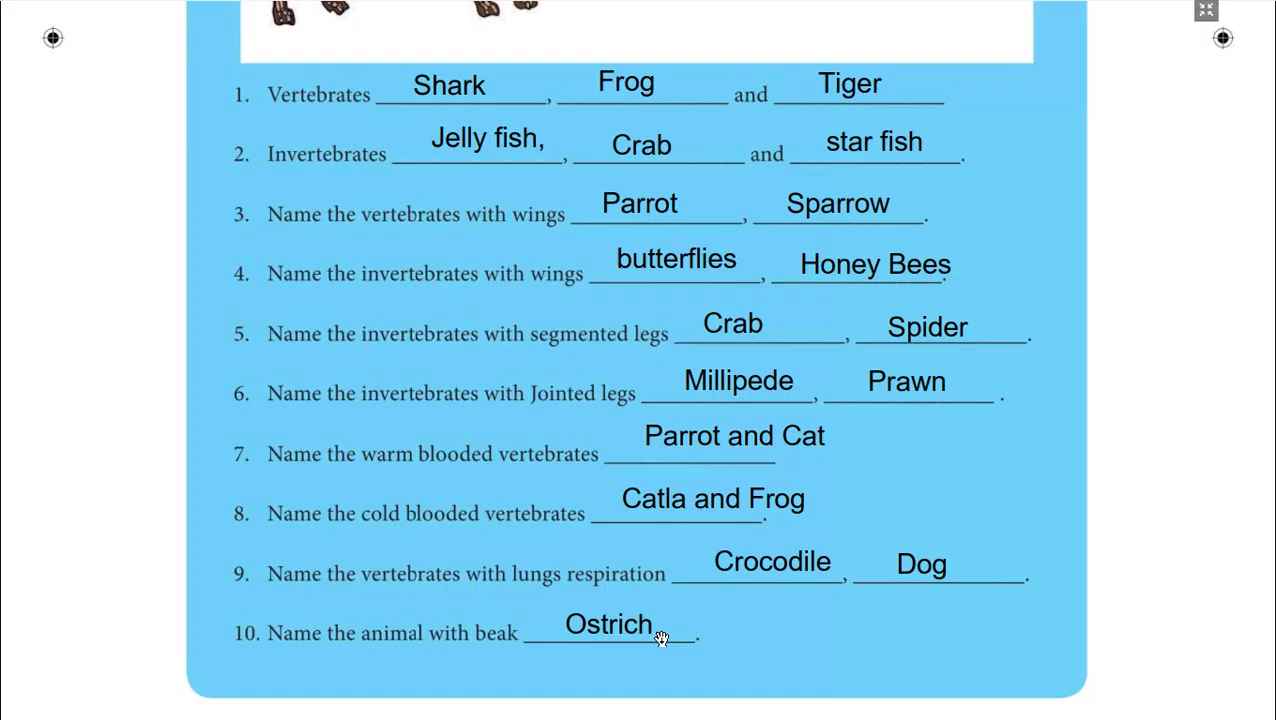 1. Vertebrates Shark, Frog and Tiger
2. Invertebrates Jelly fish,, Crab and star fish.
3. Name the vertebrates with wings Parrot, Sparrow.
4. Name the invertebrates with wings butterflies, Honey Bees.
5. Name the invertebrates with segmented legs Crab, Spider.
6. Name the invertebrates with Jointed legs Millipede, Prawn .
7. Name the warm blooded vertebrates Parrot and Cat
8. Name the cold blooded vertebrates Catla and Frog.
9. Name the vertebrates with lungs respiration Crocodile, Dog.
10. Name the animal with beak Ostrich.